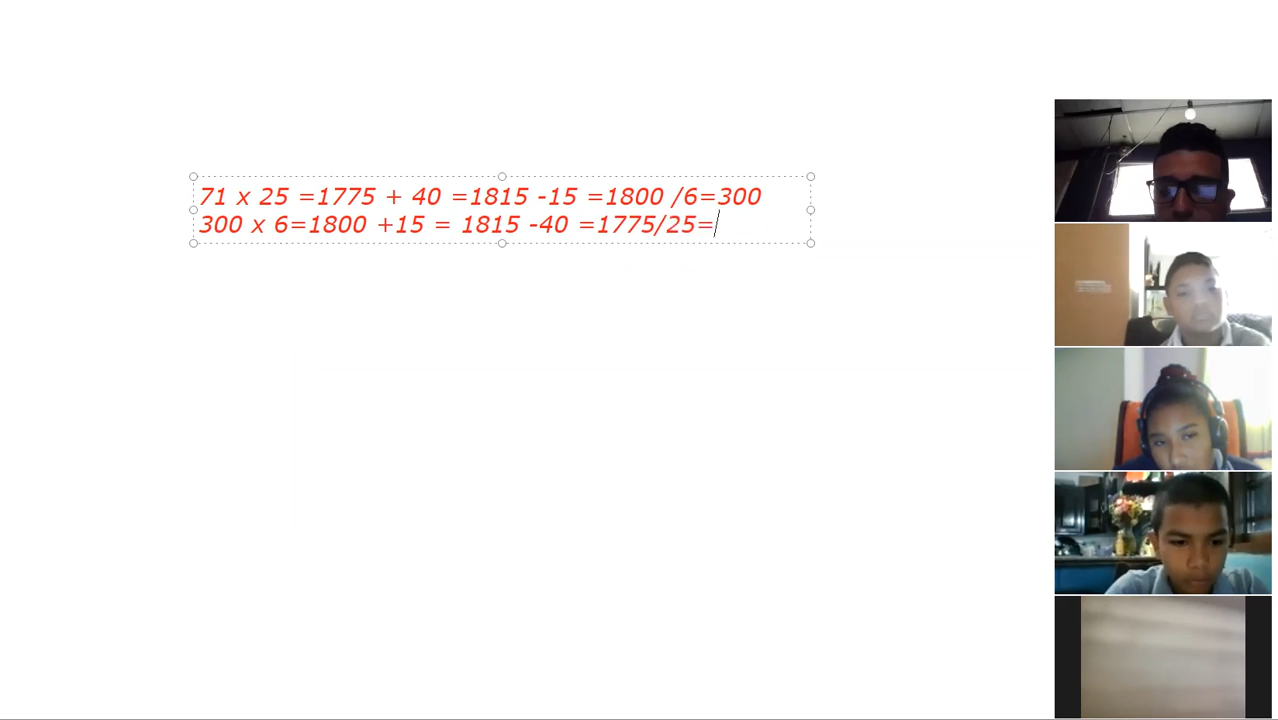 71 x 25 =1775 + 40 =1815 -15 =1800 /6=300
300 x 6=1800 +15 = 1815 -40 =1775/25=